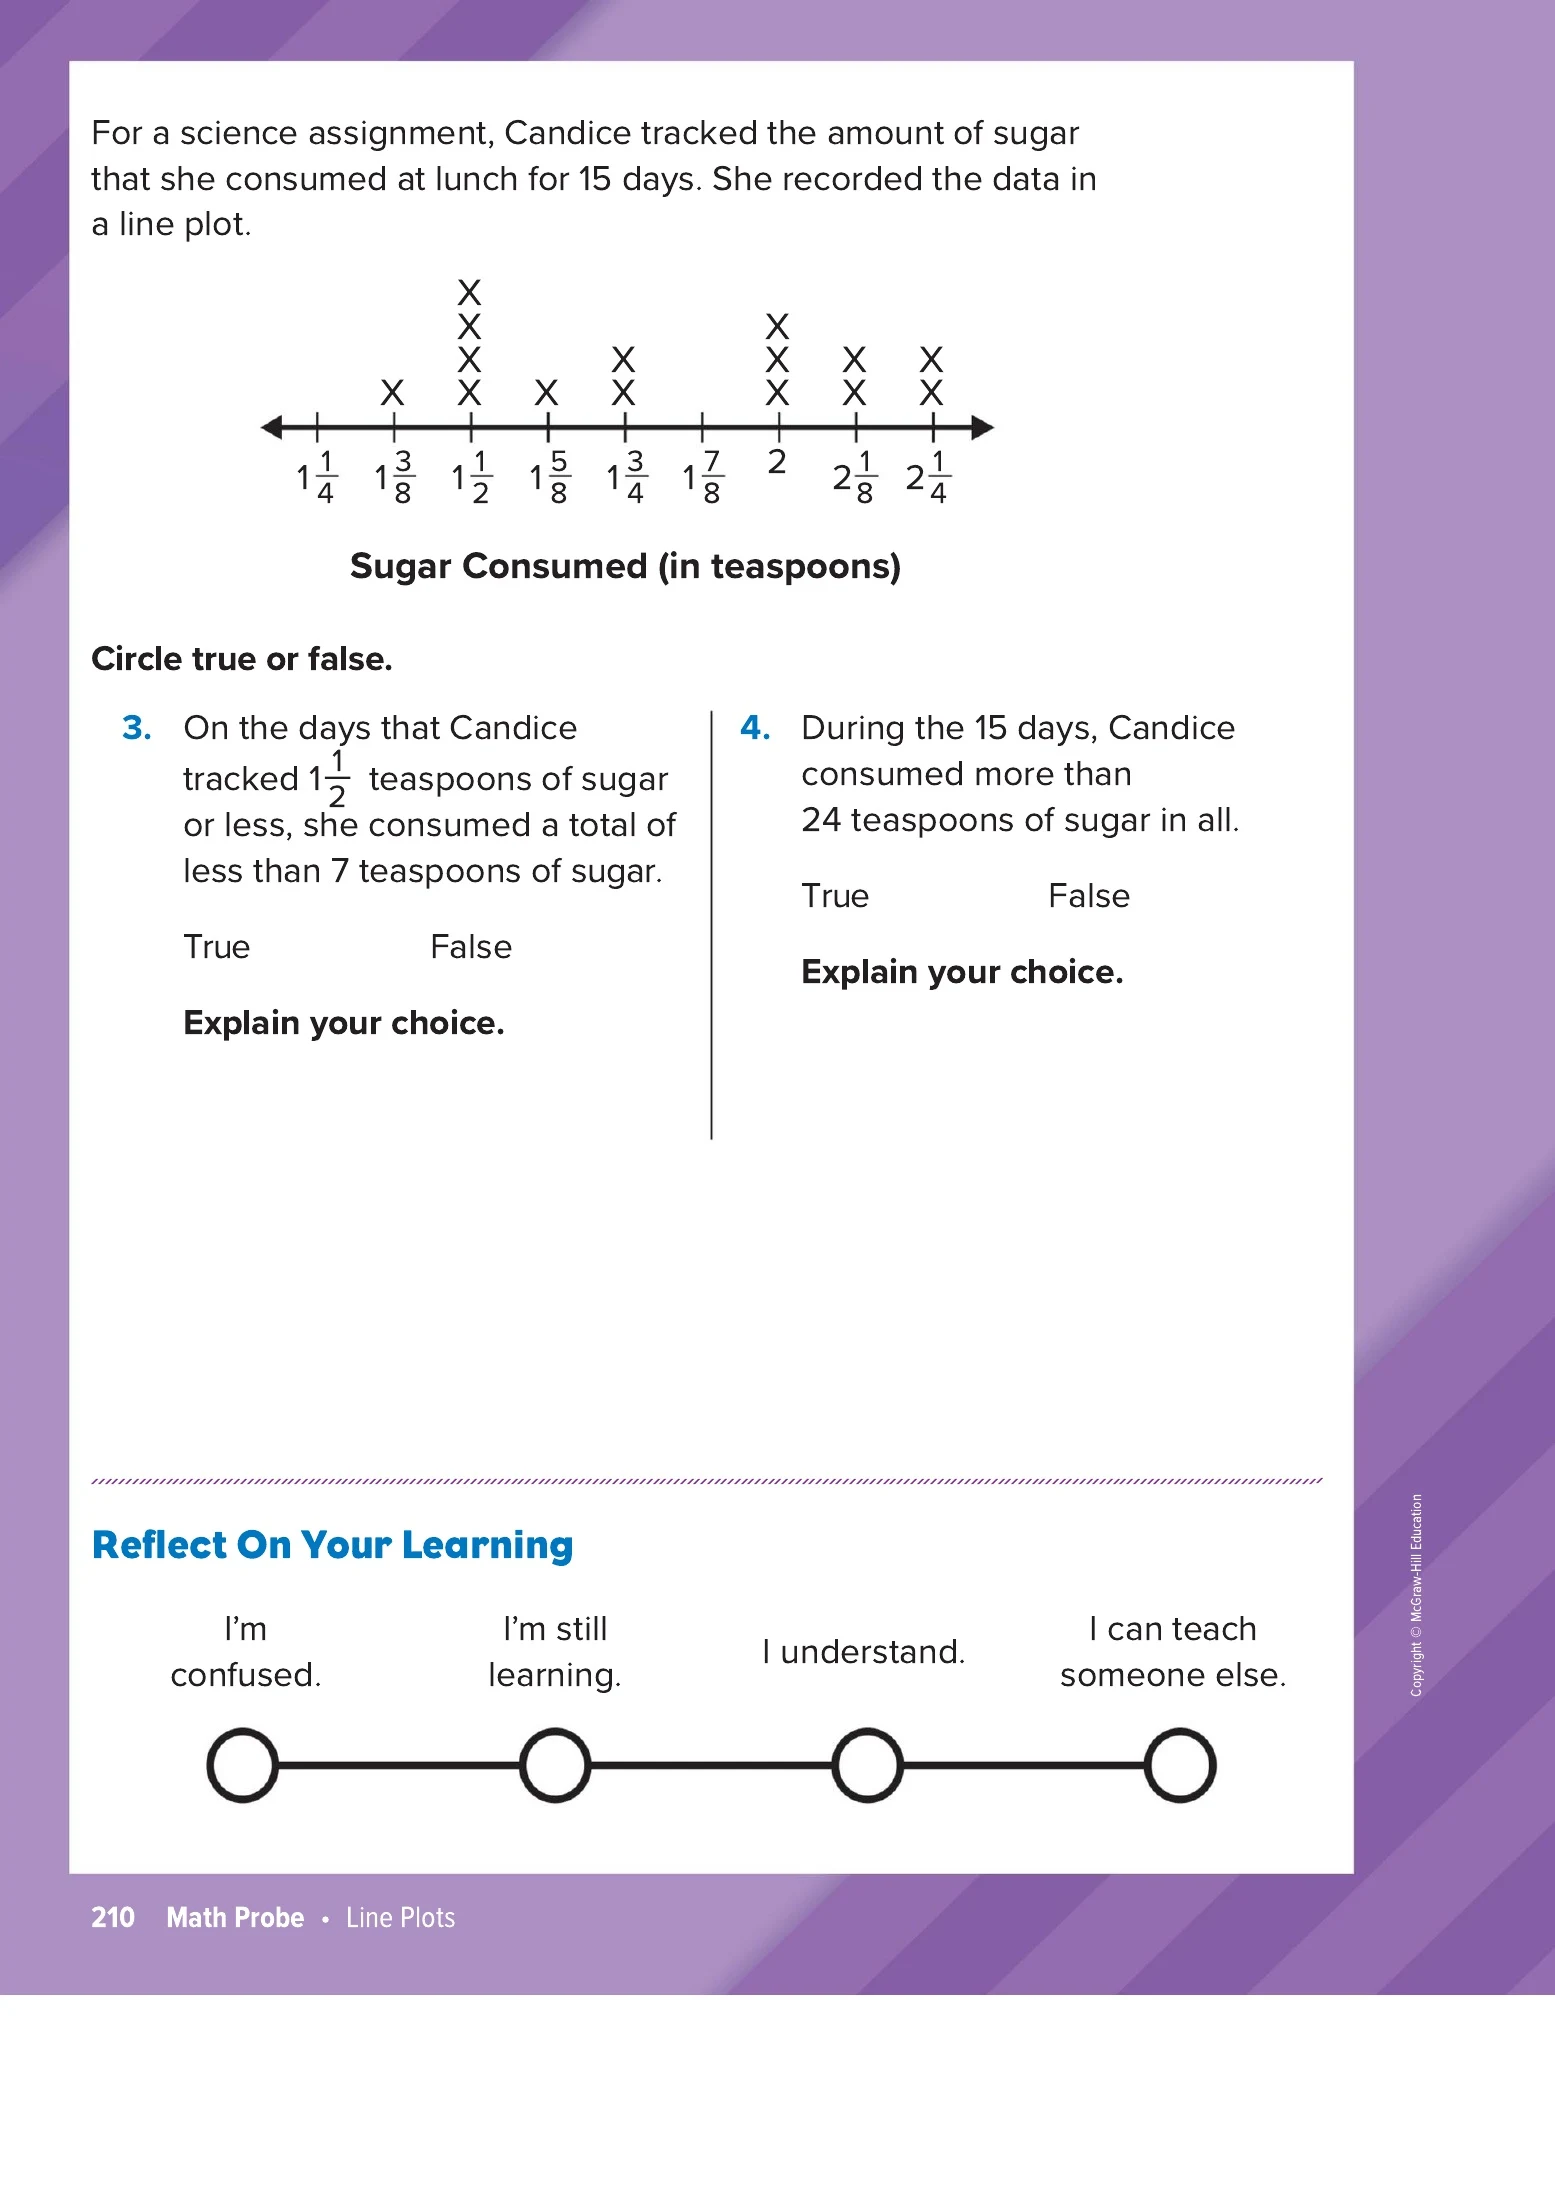 For a science assignment, Candice tracked the amount of sugar
that she consumed at lunch for 15 days. She recorded the data in
a line plot.
X
X X
X X X X X
X X X X X X X
1 1/4 1 3/8 1 1/2 1 5/8 1 3/4 1 7/8 2 2 1/8 2 1/4
Sugar Consumed (in teaspoons)
Circle true or false.
3. On the days that Candice
tracked 1 1/2 teaspoons of sugar
or less, she consumed a total of
less than 7 teaspoons of sugar.
True False
Explain your choice.
4. During the 15 days, Candice
consumed more than
24 teaspoons of sugar in all.
True False
Explain your choice.
Reflect On Your Learning
I'm
confused.
I'm still
learning.
I understand.
I can teach
someone else.
Copyright © McGraw-Hill Education
210 Math Probe • Line Plots